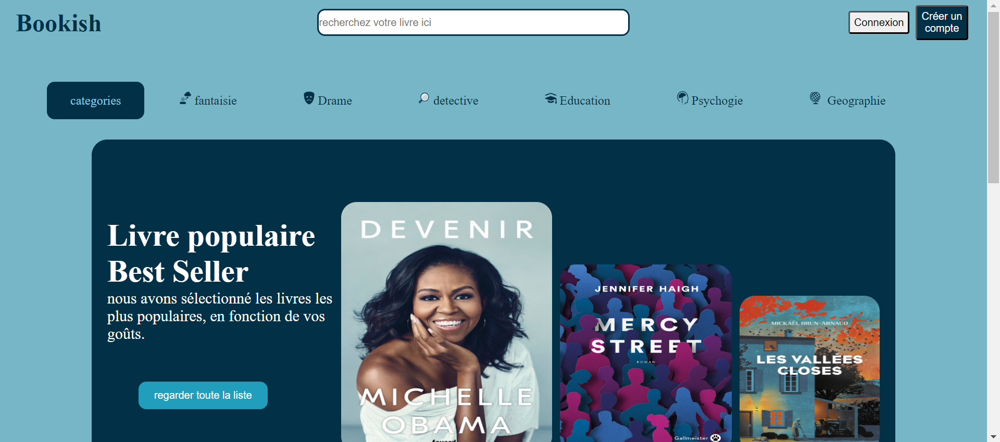 Bookish
recherchez votre livre ici
Connexion
Créer un
compte
categories
fantaisie
Drame
detective
Education
Psychogie
Geographie
Livre populaire
Best Seller
nous avons sélectionné les livres les
plus populaires, en fonction de vos
goûts.
regarder toute la liste
DEVENIR
MICHELLE
OBAMA
fayard
JENNIFER HAIGH
MERCY
STREET
ROMAN
Gallmeister
MICKAËL BRUN-ARNAUD
LES VALLÉES
CLOSES